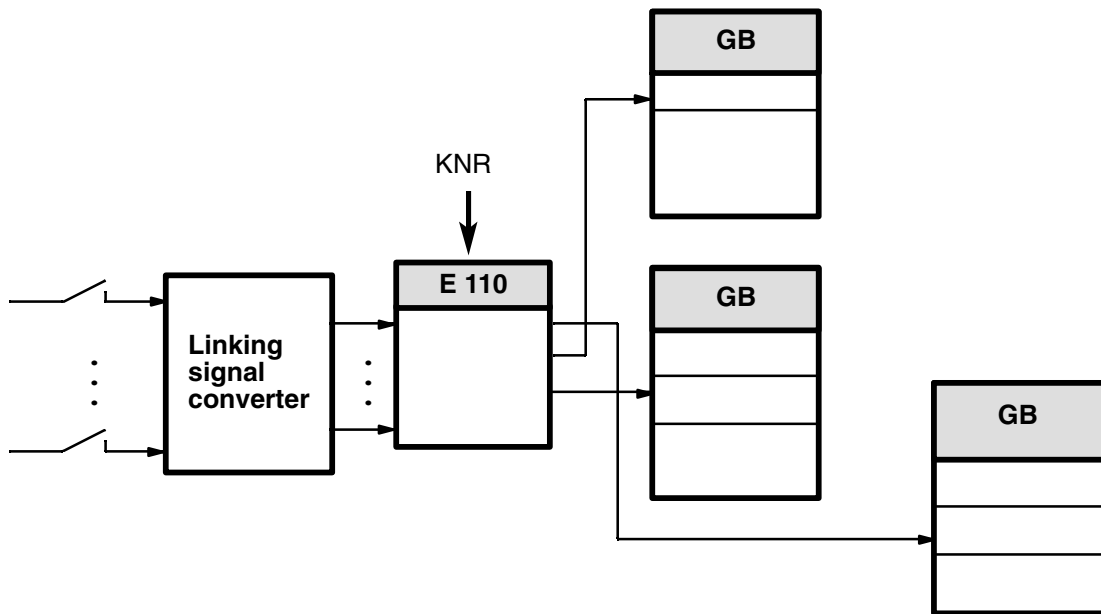 GB
KNR
E 110
GB
Linking
signal
converter
GB